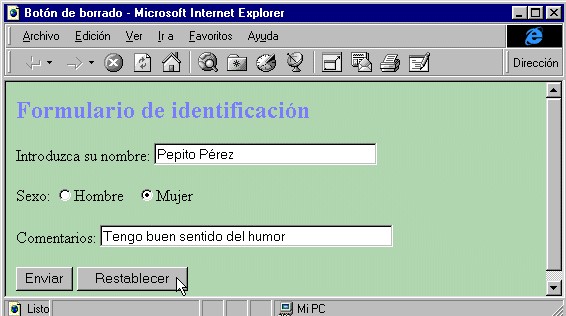 Botón de borrado - Microsoft Internet Explorer
Archivo Edición Ver Ir a Favoritos Ayuda
Dirección
Formulario de identificación
Introduzca su nombre: Pepito Pérez
Sexo: Hombre Mujer
Comentarios: Tengo buen sentido del humor
Enviar Restablecer
Listo Mi PC